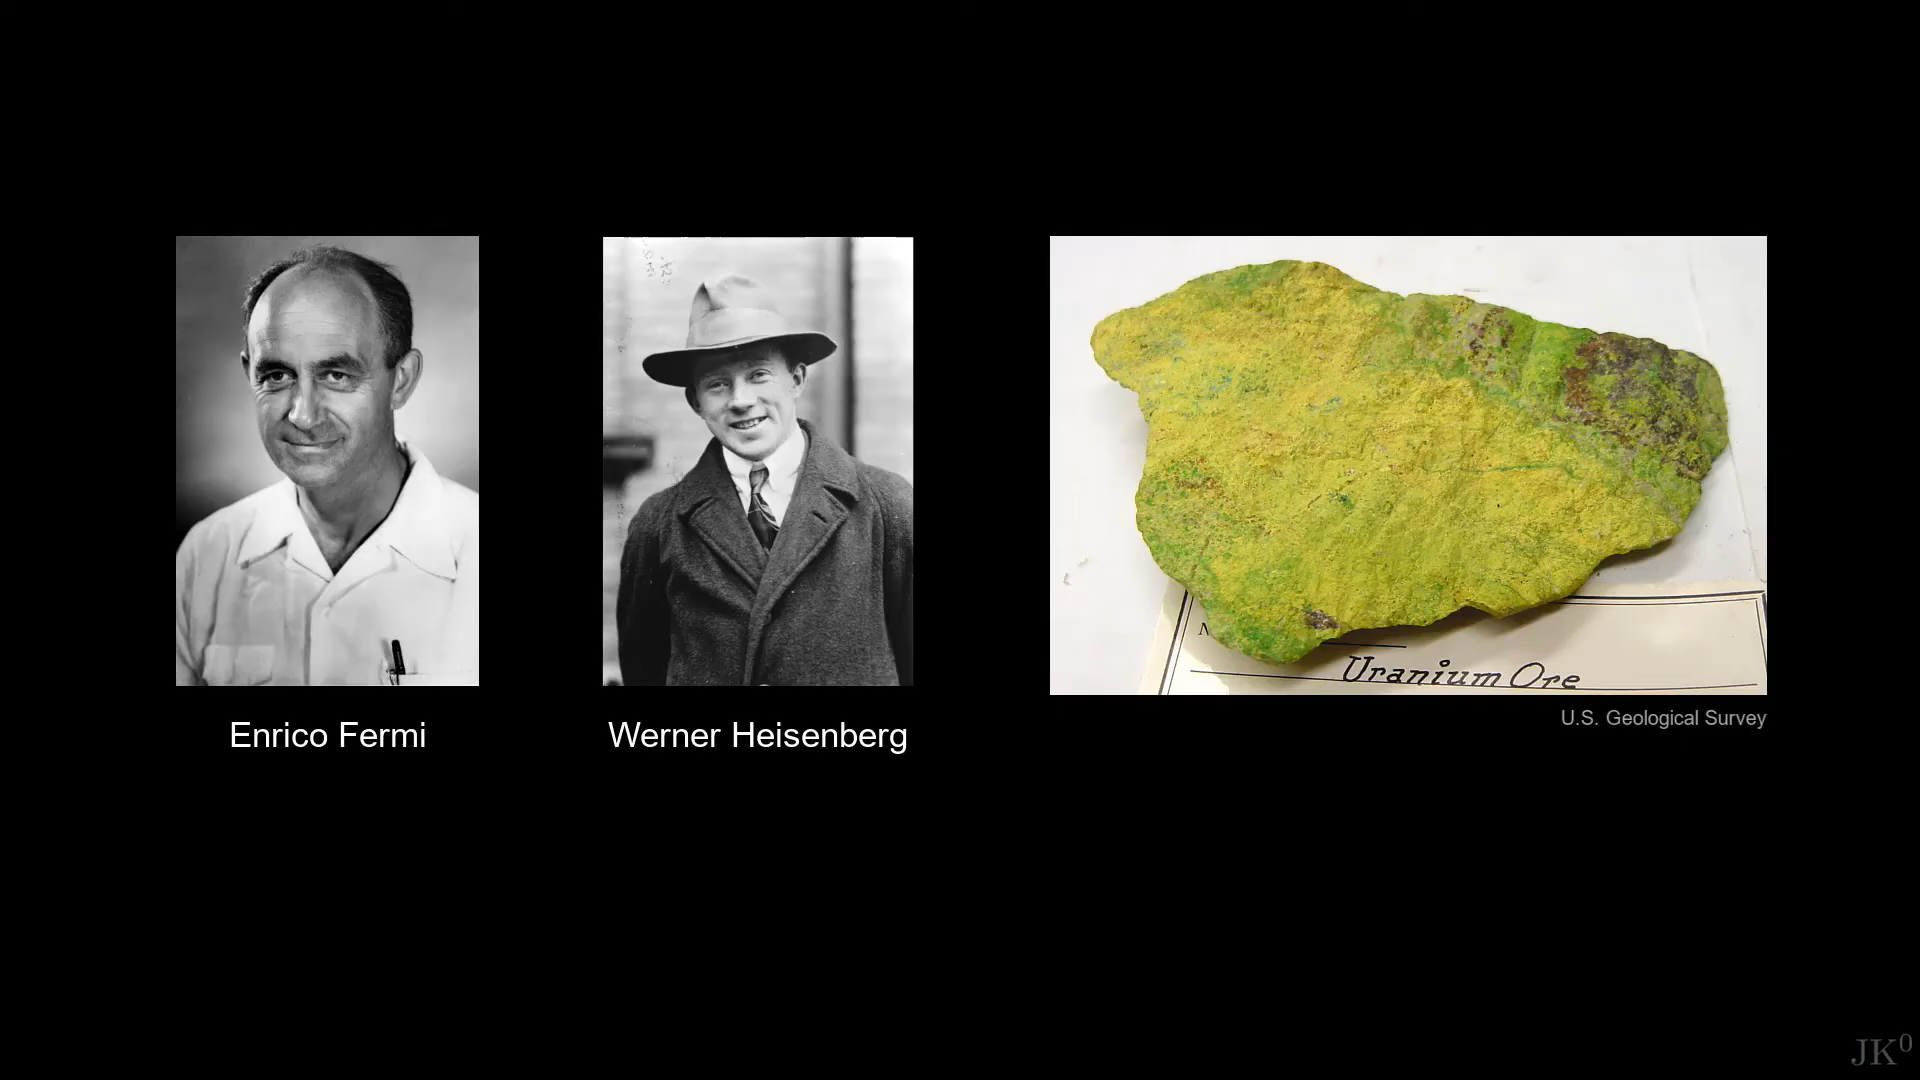 N
Uranium Ore
U.S. Geological Survey
Enrico Fermi
Werner Heisenberg
JK⁰